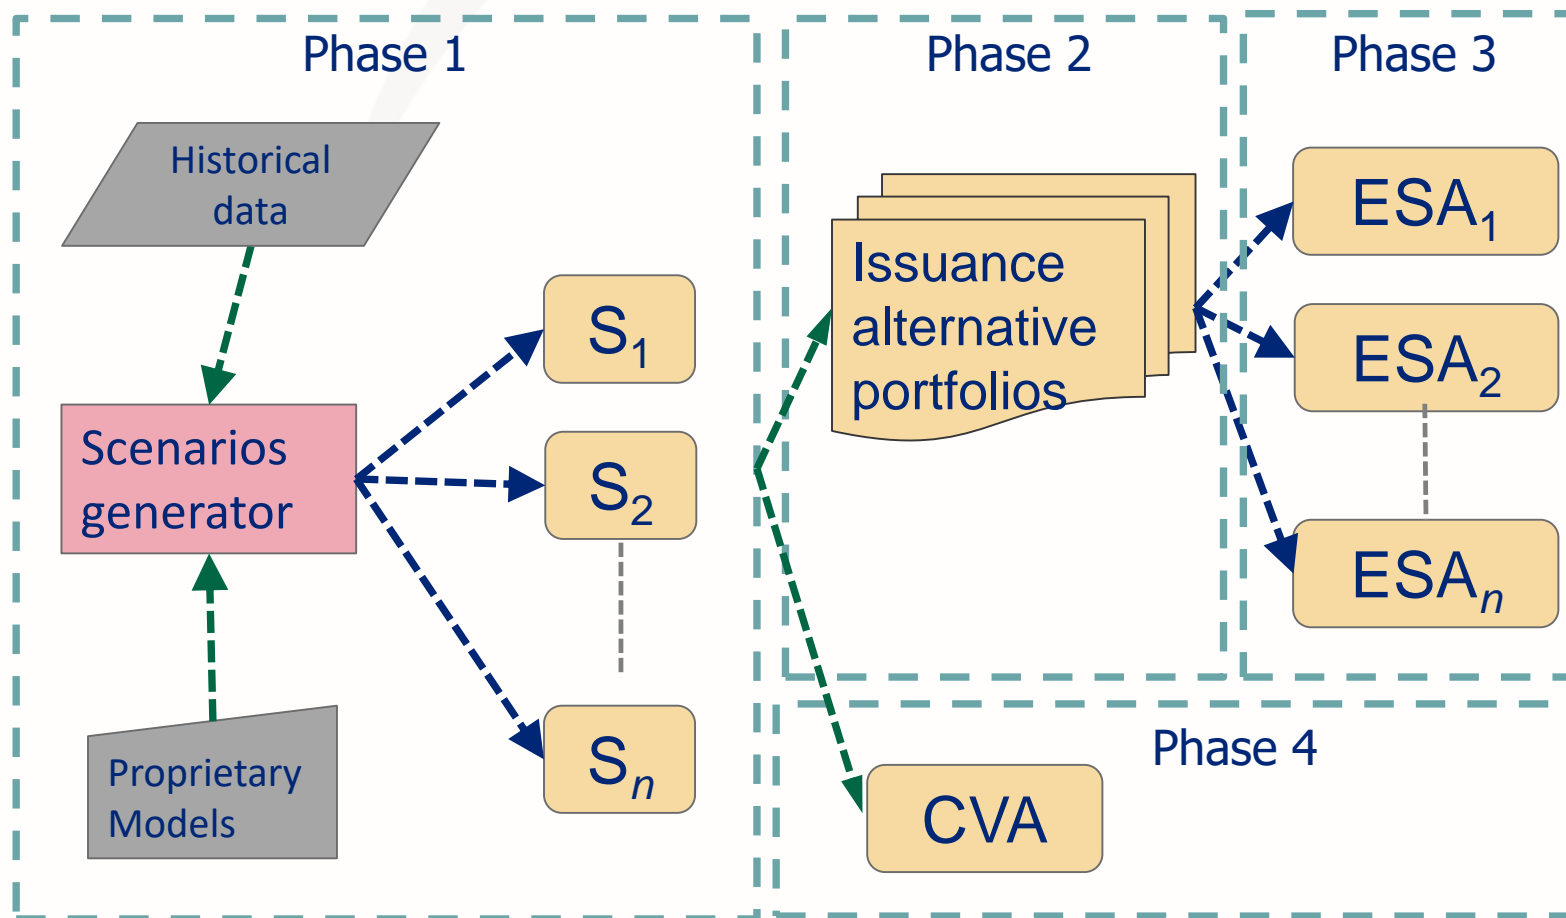 Phase 1
Historical
data
Scenarios
generator
Proprietary
Models
S1
S2
Sn
Phase 2
Issuance
alternative
portfolios
Phase 3
ESA1
ESA2
ESAn
Phase 4
CVA